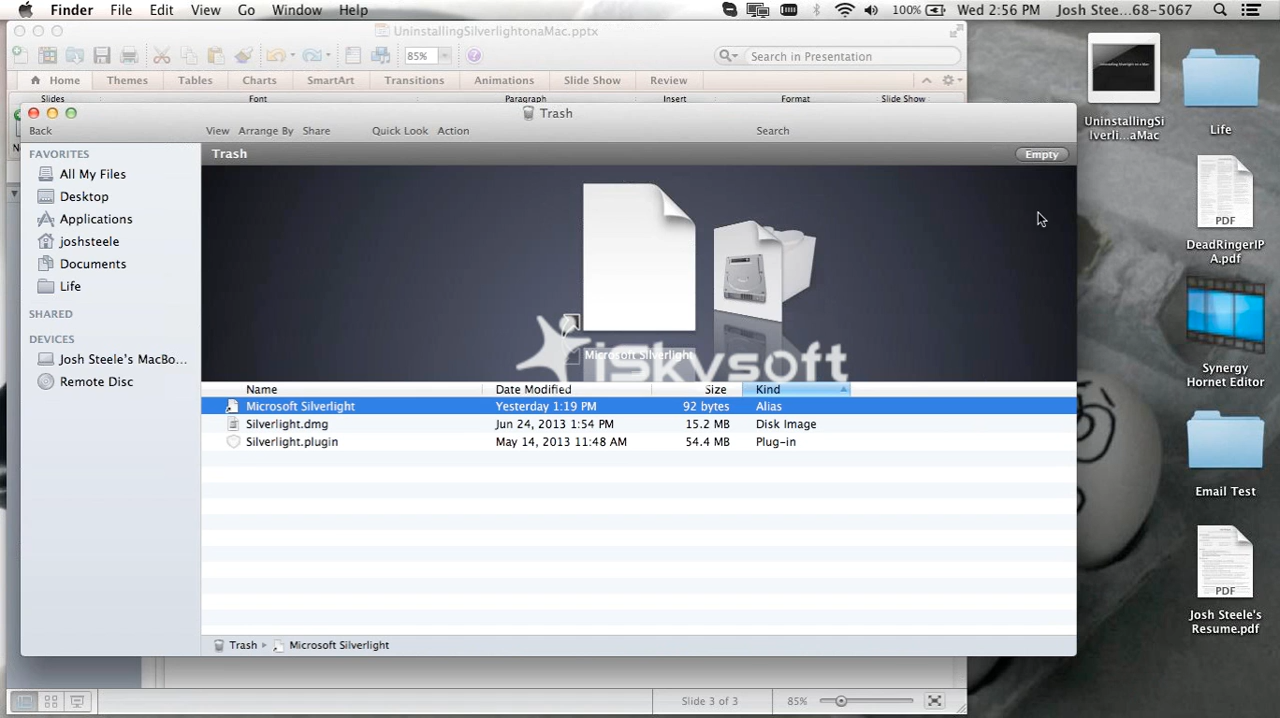 Finder File Edit View Go Window Help 100% Wed 2:56 PM Josh Stee...68-5067
UninstallingSilverlightonaMac.pptx
85% Search in Presentation
Home Themes Tables Charts SmartArt Transitions Animations Slide Show Review
Slides Font Paragraph Insert Format Slide Show
Trash
Back View Arrange By Share Quick Look Action Search
Trash Empty
FAVORITES
All My Files
Desktop
Applications
joshsteele
Documents
Life
SHARED
DEVICES
Josh Steele's MacBo...
Remote Disc
Microsoft Silverlight
iSkysoft
Name Date Modified Size Kind
Microsoft Silverlight Yesterday 1:19 PM 92 bytes Alias
Silverlight.dmg Jun 24, 2013 1:54 PM 15.2 MB Disk Image
Silverlight.plugin May 14, 2013 11:48 AM 54.4 MB Plug-in
Trash Microsoft Silverlight
Slide 3 of 3 85%
UninstallingSi
lverli...aMac
Life
PDF
DeadRingerIP
A.pdf
Synergy
Hornet Editor
Email Test
PDF
Josh Steele's
Resume.pdf